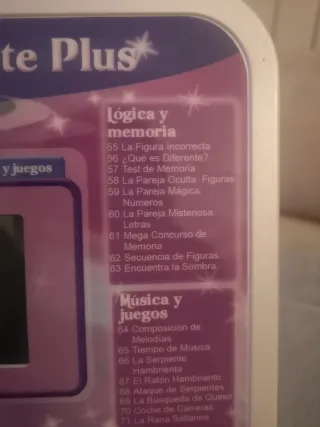 te Plus
y juegos
Lógica y
memoria
55 La Figura Incorrecta
56 ¿Qué es Diferente?
57 Test de Memoria
58 La Pareja Oculta: Figuras
59 La Pareja Mágica:
Números
60 La Pareja Misteriosa:
Letras
61 Mega Concurso de
Memoria
62 Secuencia de Figuras
63 Encuentra la Sombra
Música y
juegos
64 Composición de
Melodías
65 Tiempo de Música
66 La Serpiente
Hambrienta
67 El Ratón Hambriento
68 Ataque de Serpientes
69 La Búsqueda de Queso
70 Coche de Carreras
71 La Rana Saltarina